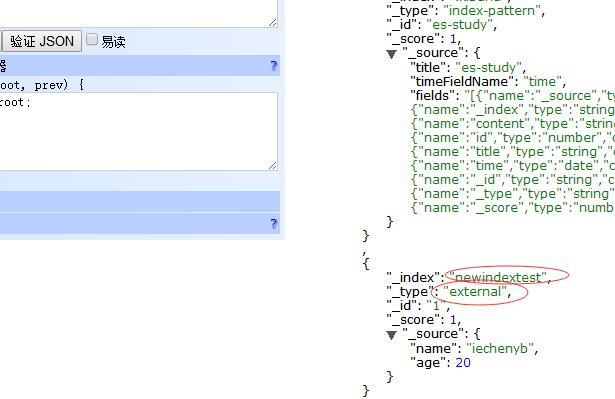 验证 JSON 易读
器 ?
oot, prev) {
root;
?
"_type": "index-pattern",
"_id": "es-study",
"_score": 1,
▼ "_source": {
"title": "es-study",
"timeFieldName": "time",
"fields": "[{"name":"_source","ty
{"name":"_index","type":"string
{"name":"content","type":"string
{"name":"id","type":"number","c
{"name":"title","type":"string","c
{"name":"time","type":"date","c
{"name":"_id","type":"string","c
{"name":"_type","type":"string"
{"name":"_score","type":"numb
}
}
,
{
"_index": "newindextest",
"_type": "external",
"_id": "1",
"_score": 1,
▼ "_source": {
"name": "iechenyb",
"age": 20
}
}